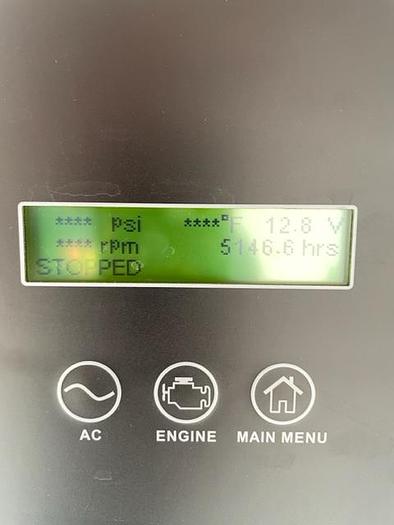 **** psi ****°F 12.8 V
**** rpm 5146.6 hrs
STOPPED
AC ENGINE MAIN MENU